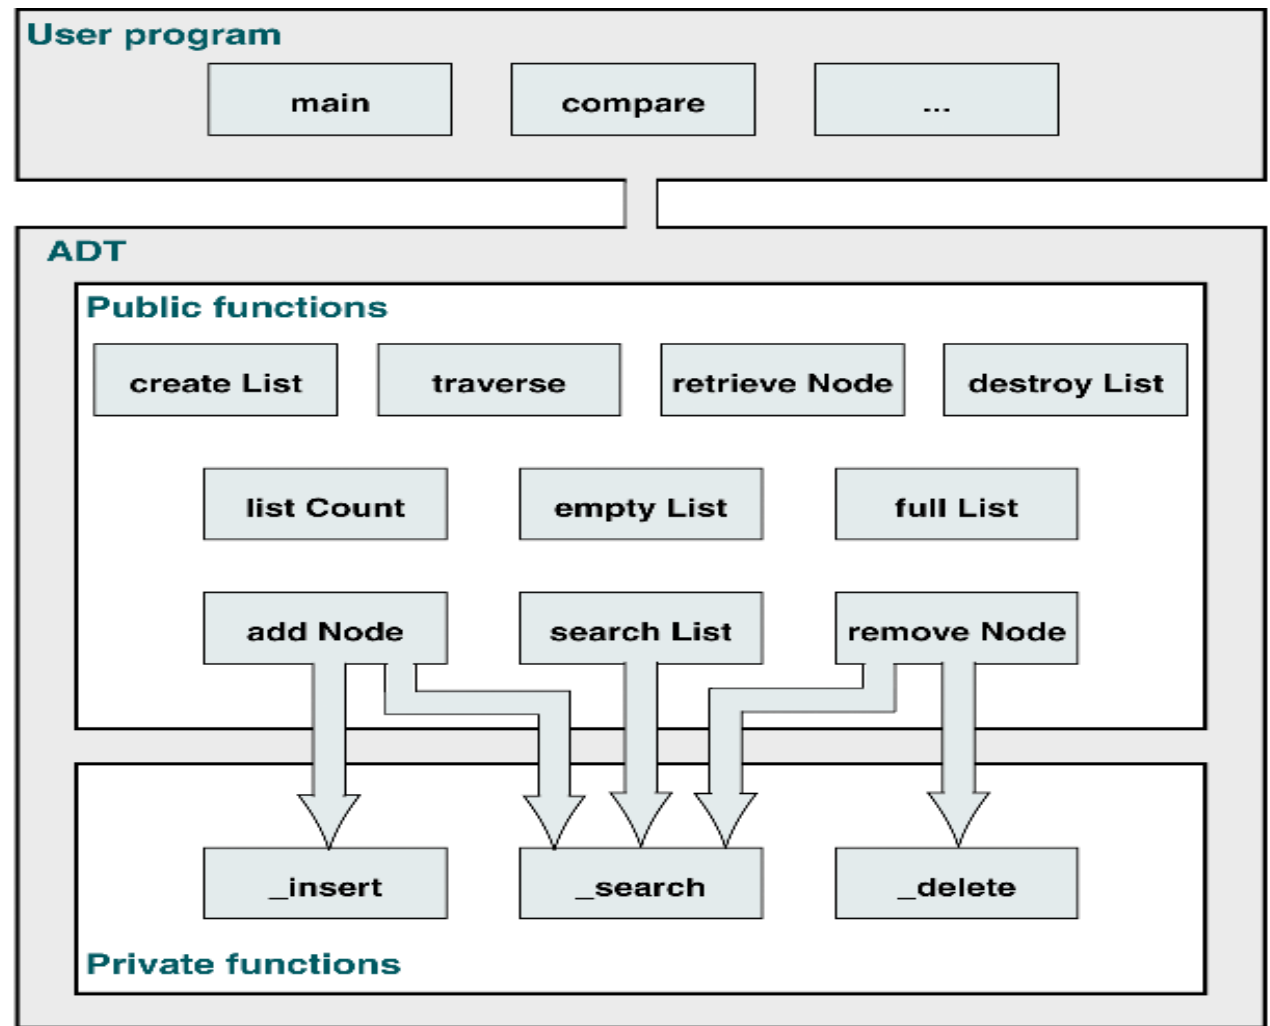 User program
main compare ...
ADT
Public functions
create List traverse retrieve Node destroy List
list Count empty List full List
add Node search List remove Node
_insert _search _delete
Private functions